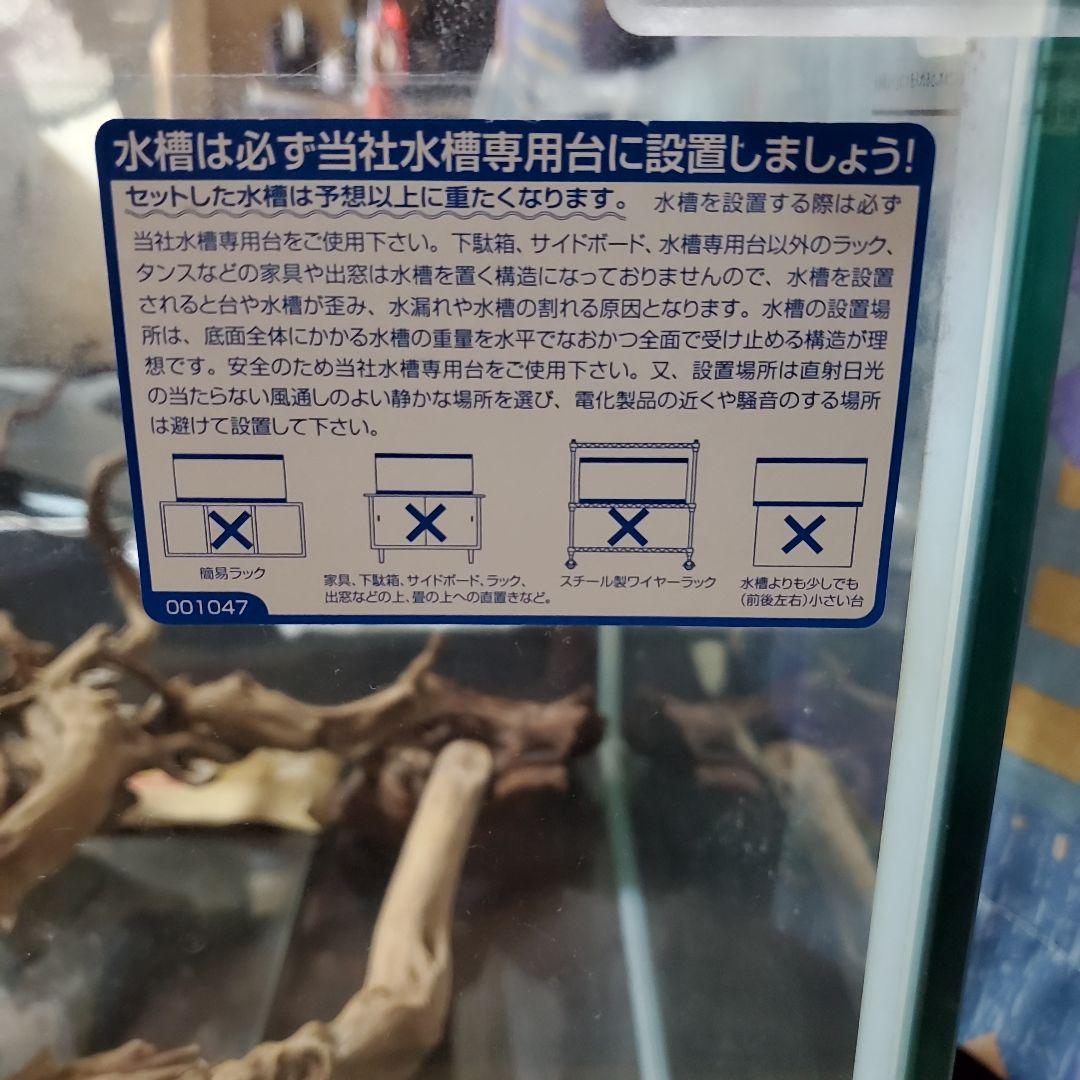 水槽は必ず当社水槽専用台に設置しましょう!
セットした水槽は予想以上に重たくなります。 水槽を設置する際は必ず
当社水槽専用台をご使用下さい。下駄箱、サイドボード、水槽専用台以外のラック、
タンスなどの家具や出窓は水槽を置く構造になっておりませんので、水槽を設置
されると台や水槽が歪み、水漏れや水槽の割れる原因となります。水槽の設置場
所は、底面全体にかかる水槽の重量を水平でなおかつ全面で受け止める構造が理
想です。安全のため当社水槽専用台をご使用下さい。又、設置場所は直射日光
の当たらない風通しのよい静かな場所を選び、電化製品の近くや騒音のする場所
は避けて設置して下さい。
簡易ラック
家具、下駄箱、サイドボード、ラック、
出窓などの上、畳の上への直置きなど。
スチール製ワイヤーラック
水槽よりも少しでも
(前後左右)小さい台
001047